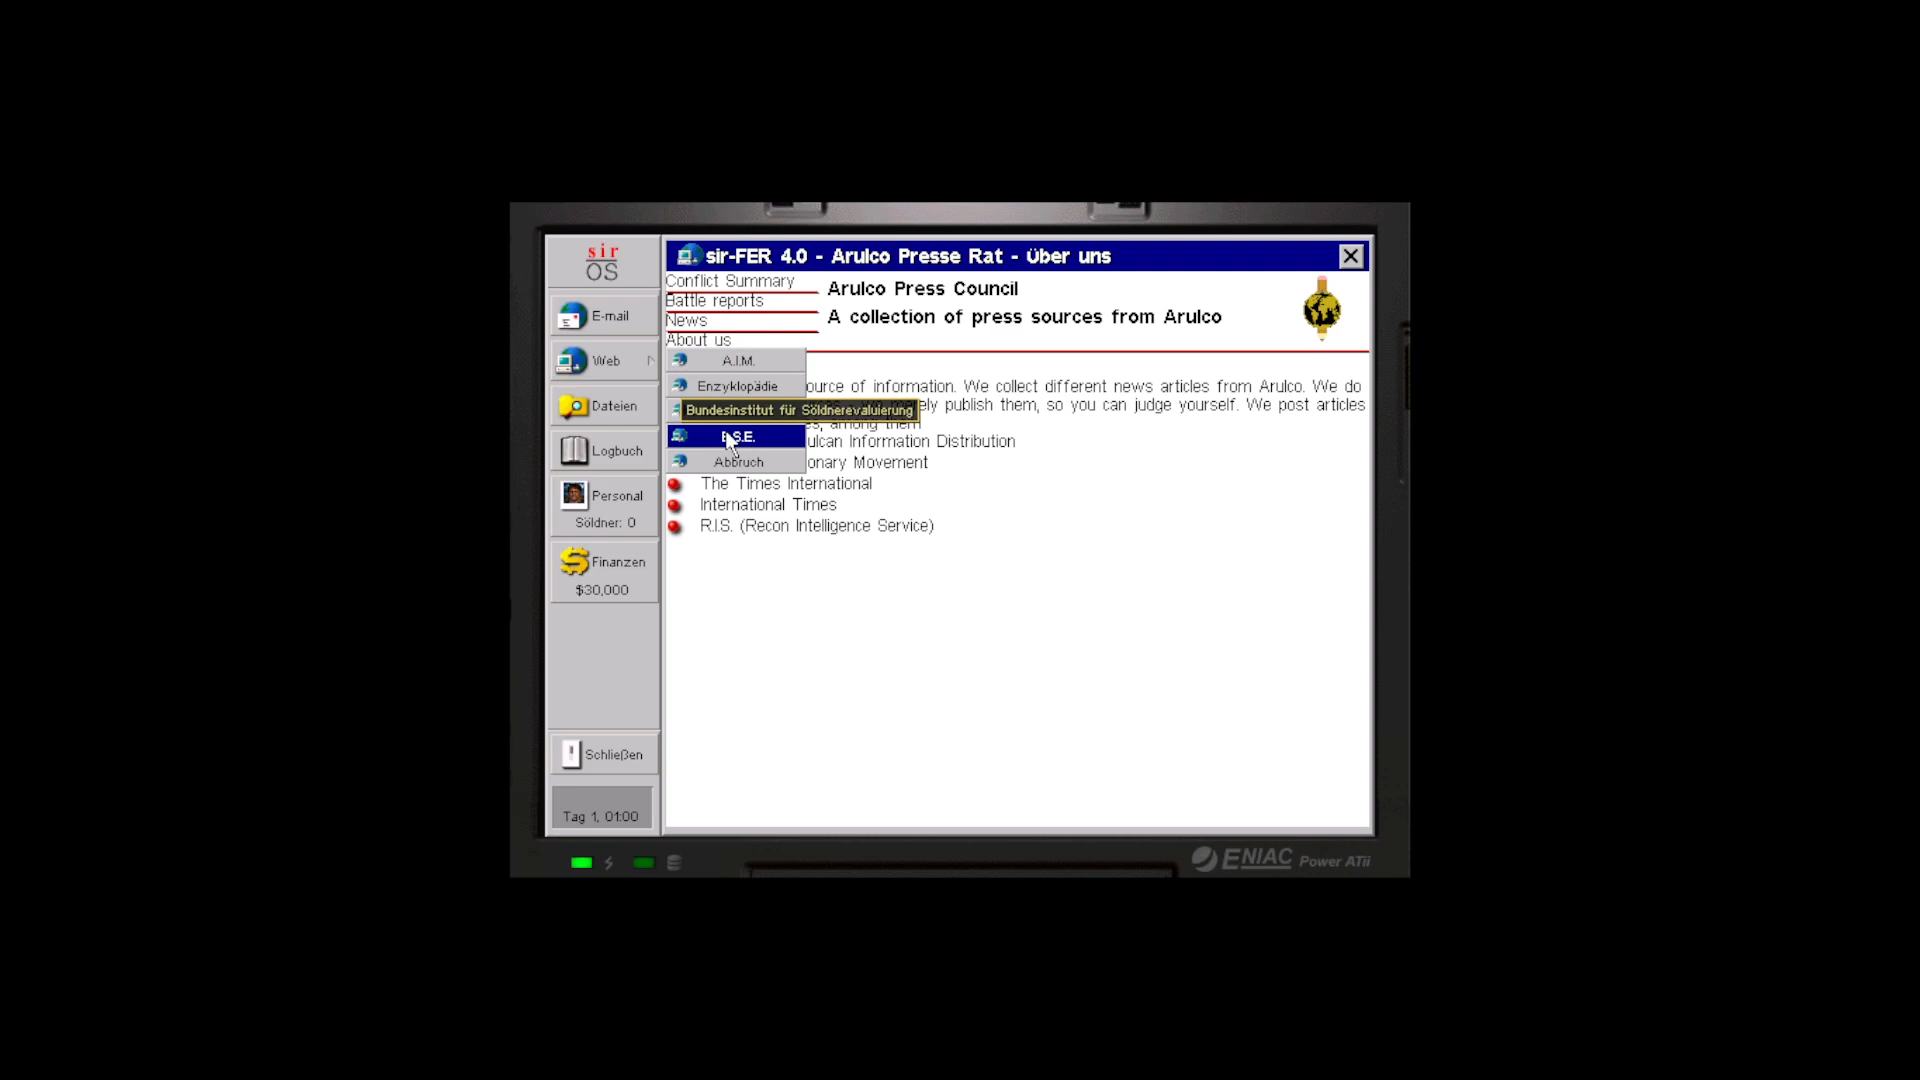 sir
OS
sir-FER 4.0 - Arulco Presse Rat - Über uns
E-mail
Web
Dateien
Logbuch
Personal
Söldner: 0
Finanzen
$30,000
Schließen
Tag 1, 01:00
Conflict Summary
Battle reports
News
About us
Arulco Press Council
A collection of press sources from Arulco
A.I.M.
Enzyklopädie
Bundesinstitut für Söldnerevaluierung
B.S.E.
Abbruch
of information. We collect different news articles from Arulco. We do
publish them, so you can judge yourself. We post articles
among them
Information Distribution
Movement
The Times International
International Times
R.I.S. (Recon Intelligence Service)
ENIAC Power ATii